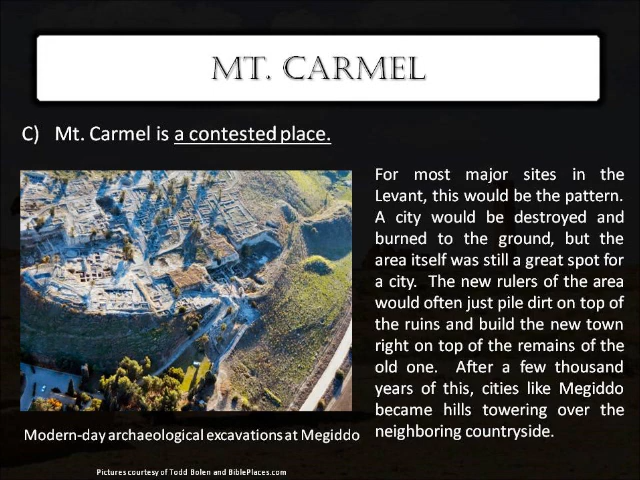 MT. CARMEL
C) Mt. Carmel is a contested place.
For most major sites in the
Levant, this would be the pattern.
A city would be destroyed and
burned to the ground, but the
area itself was still a great spot for
a city. The new rulers of the area
would often just pile dirt on top of
the ruins and build the new town
right on top of the remains of the
old one. After a few thousand
years of this, cities like Megiddo
became hills towering over the
neighboring countryside.
Modern-day archaeological excavations at Megiddo
Pictures courtesy of Todd Bolen and BiblePlaces.com